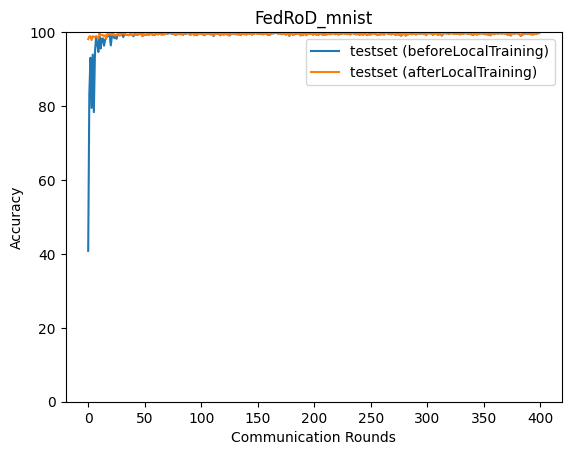 FedRoD_mnist
testset (beforeLocalTraining)
testset (afterLocalTraining)
100
80
60
40
20
0
Accuracy
0 50 100 150 200 250 300 350 400
Communication Rounds